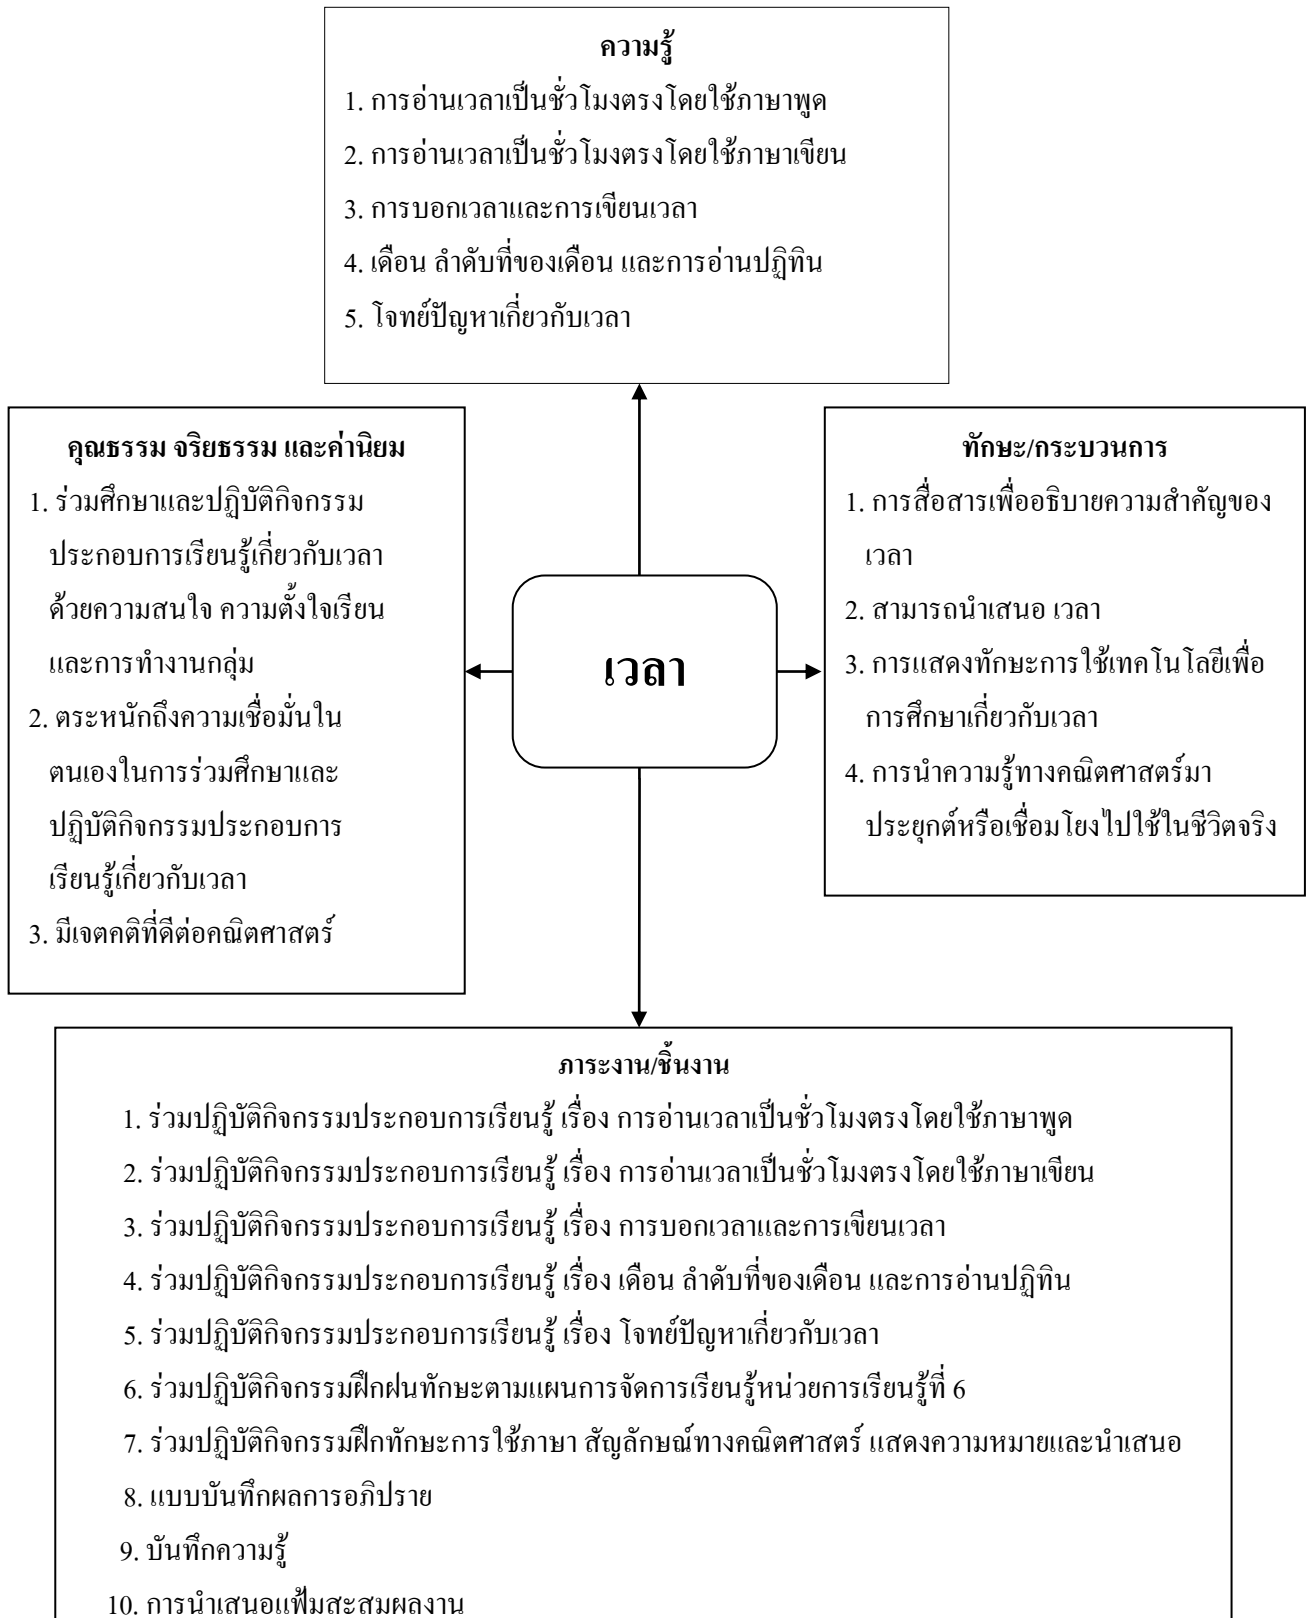 ความรู้
1. การอ่านเวลาเป็นชั่วโมงตรงโดยใช้ภาษาพูด
2. การอ่านเวลาเป็นชั่วโมงตรงโดยใช้ภาษาเขียน
3. การบอกเวลาและการเขียนเวลา
4. เดือน ลำดับที่ของเดือน และการอ่านปฏิทิน
5. โจทย์ปัญหาเกี่ยวกับเวลา
คุณธรรม จริยธรรม และค่านิยม
1. ร่วมศึกษาและปฏิบัติกิจกรรม
ประกอบการเรียนรู้เกี่ยวกับเวลา
ด้วยความสนใจ ความตั้งใจเรียน
และการทำงานกลุ่ม
2. ตระหนักถึงความเชื่อมั่นใน
ตนเองในการร่วมศึกษาและ
ปฏิบัติกิจกรรมประกอบการ
เรียนรู้เกี่ยวกับเวลา
3. มีเจตคติที่ดีต่อคณิตศาสตร์
เวลา
ทักษะ/กระบวนการ
1. การสื่อสารเพื่ออธิบายความสำคัญของ
เวลา
2. สามารถนำเสนอ เวลา
3. การแสดงทักษะการใช้เทคโนโลยีเพื่อ
การศึกษาเกี่ยวกับเวลา
4. การนำความรู้ทางคณิตศาสตร์มา
ประยุกต์หรือเชื่อมโยงไปใช้ในชีวิตจริง
ภาระงาน/ชิ้นงาน
1. ร่วมปฏิบัติกิจกรรมประกอบการเรียนรู้ เรื่อง การอ่านเวลาเป็นชั่วโมงตรงโดยใช้ภาษาพูด
2. ร่วมปฏิบัติกิจกรรมประกอบการเรียนรู้ เรื่อง การอ่านเวลาเป็นชั่วโมงตรงโดยใช้ภาษาเขียน
3. ร่วมปฏิบัติกิจกรรมประกอบการเรียนรู้ เรื่อง การบอกเวลาและการเขียนเวลา
4. ร่วมปฏิบัติกิจกรรมประกอบการเรียนรู้ เรื่อง เดือน ลำดับที่ของเดือน และการอ่านปฏิทิน
5. ร่วมปฏิบัติกิจกรรมประกอบการเรียนรู้ เรื่อง โจทย์ปัญหาเกี่ยวกับเวลา
6. ร่วมปฏิบัติกิจกรรมฝึกฝนทักษะตามแผนการจัดการเรียนรู้หน่วยการเรียนรู้ที่ 6
7. ร่วมปฏิบัติกิจกรรมฝึกทักษะการใช้ภาษา สัญลักษณ์ทางคณิตศาสตร์ แสดงความหมายและนำเสนอ
8. แบบบันทึกผลการอภิปราย
9. บันทึกความรู้
10. การนำเสนอแฟ้มสะสมผลงาน